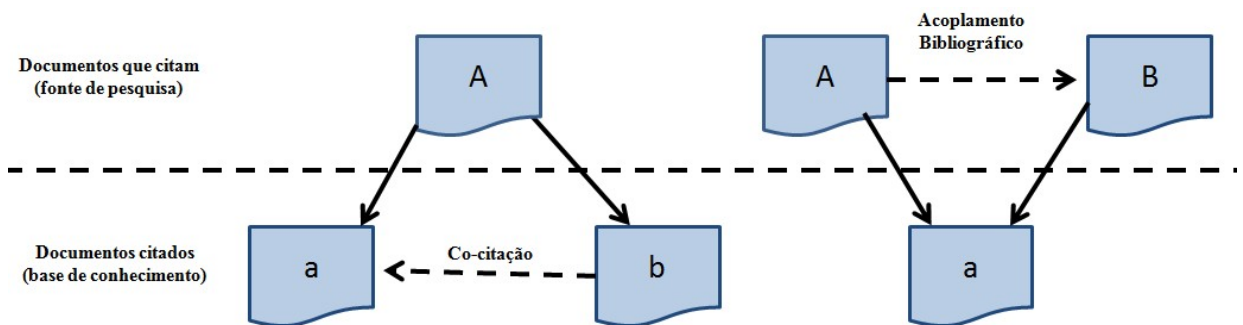 Documentos que citam
(fonte de pesquisa)
A
A
Acoplamento
Bibliográfico
B
Documentos citados
(base de conhecimento)
a
Co-citação
b
a